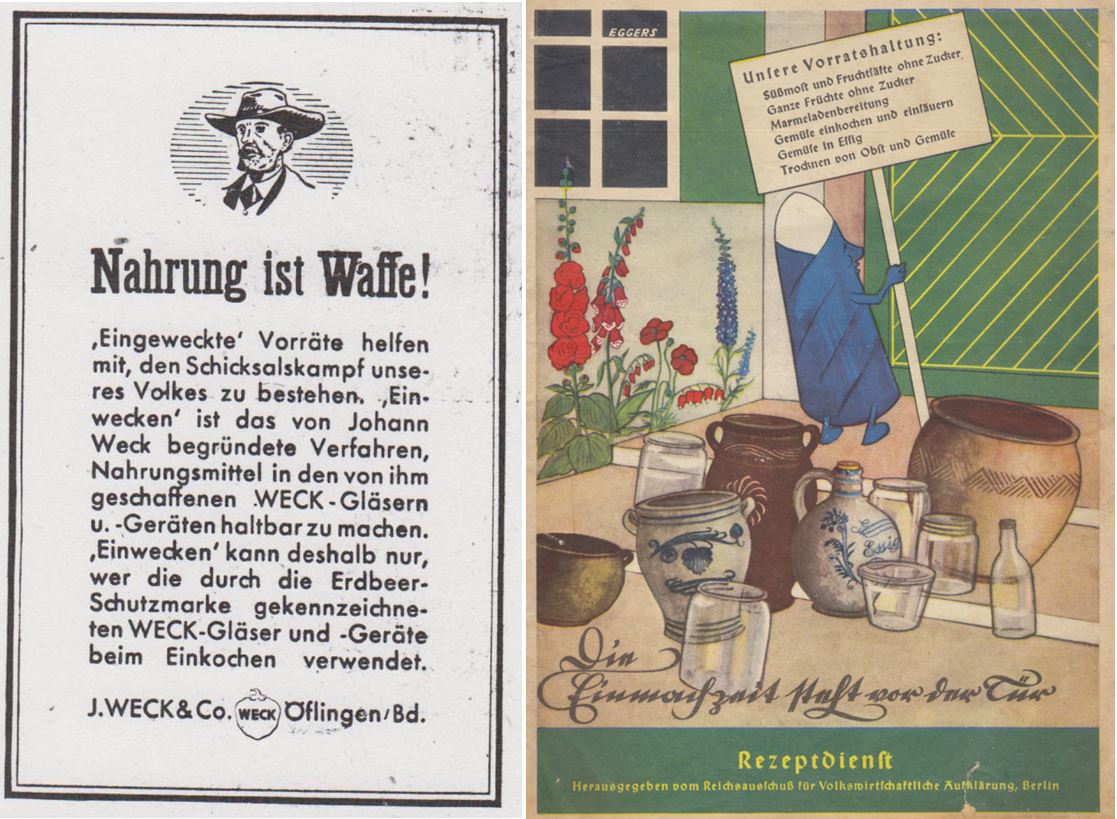 Nahrung ist Waffe!
‚Eingeweckte‘ Vorräte helfen
mit, den Schicksalskampf unse-
res Volkes zu bestehen. ‚Ein-
wecken‘ ist das von Johann
Weck begründete Verfahren,
Nahrungsmittel in den von ihm
geschaffenen WECK-Gläsern
u. -Geräten haltbar zu machen.
‚Einwecken‘ kann deshalb nur,
wer die durch die Erdbeer-
Schutzmarke gekennzeichne-
ten WECK-Gläser und -Geräte
beim Einkochen verwendet.
J. WECK & Co. WECK Öflingen/Bd.
EGGERS
Unſere Vorratshaltung:
Süßmoſt und Fruchtſäfte ohne Zucker
Ganze Früchte ohne Zucker
Marmeladenbereitung
Gemüſe einkochen und einſäuern
Gemüſe in Eſſig
Trocknen von Obſt und Gemüſe
Essig
Die
Einmachzeit ſteht vor der Tür
Rezeptdienſt
Herausgegeben vom Reichsausſchuß für Volkswirtſchaftliche Aufklärung, Berlin